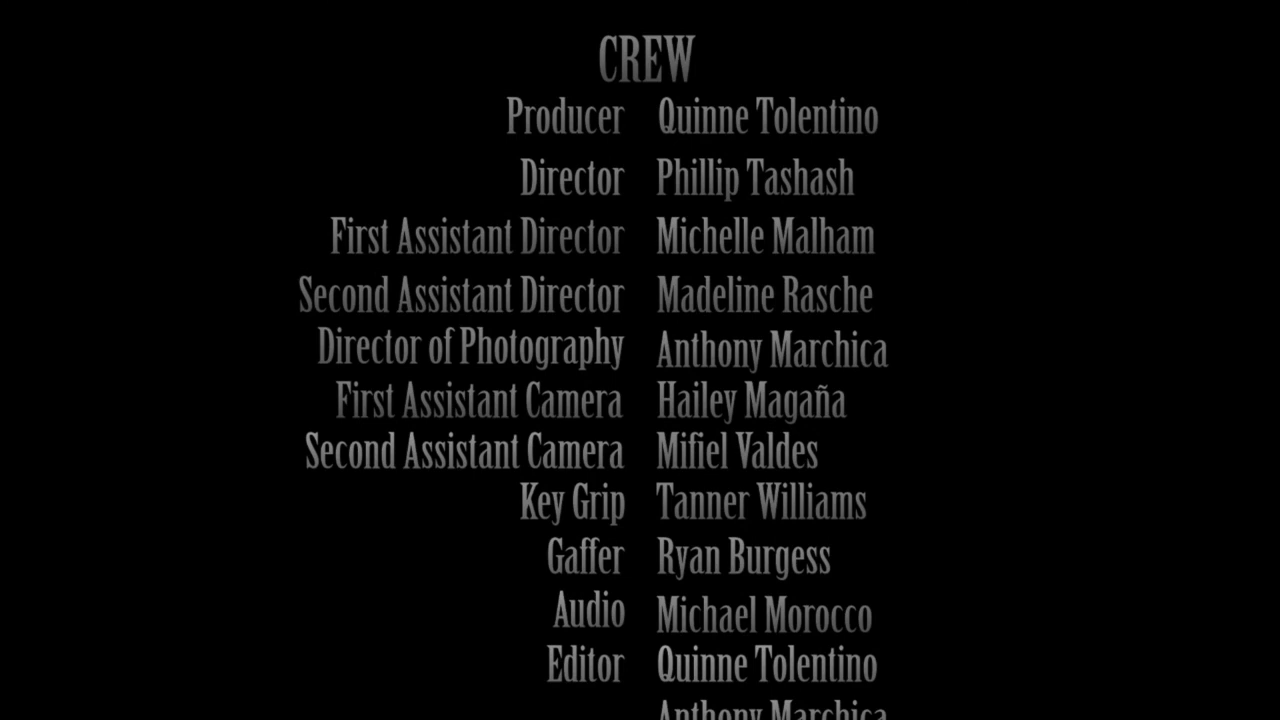 CREW
Producer Quinne Tolentino
Director Phillip Tashash
First Assistant Director Michelle Malham
Second Assistant Director Madeline Rasche
Director of Photography Anthony Marchica
First Assistant Camera Hailey Magaña
Second Assistant Camera Mifiel Valdes
Key Grip Tanner Williams
Gaffer Ryan Burgess
Audio Michael Morocco
Editor Quinne Tolentino
Anthony Marchica